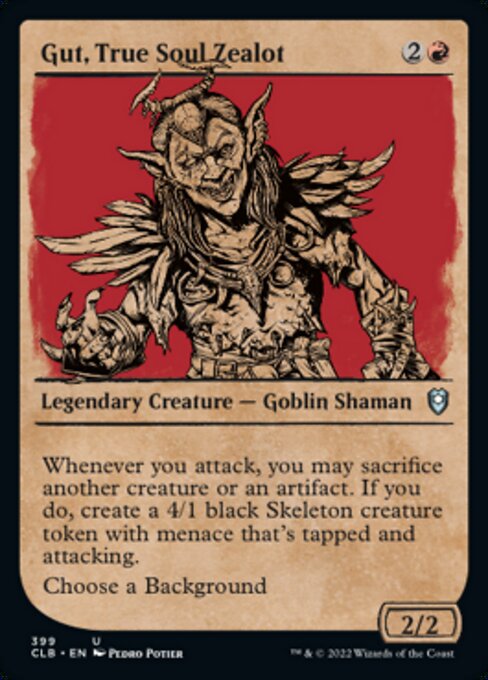 Gut, True Soul Zealot 2
Legendary Creature — Goblin Shaman
Whenever you attack, you may sacrifice
another creature or an artifact. If you
do, create a 4/1 black Skeleton creature
token with menace that's tapped and
attacking.
Choose a Background
2/2
399 U
CLB • EN Pedro Potier
™ & © 2022 Wizards of the Coast